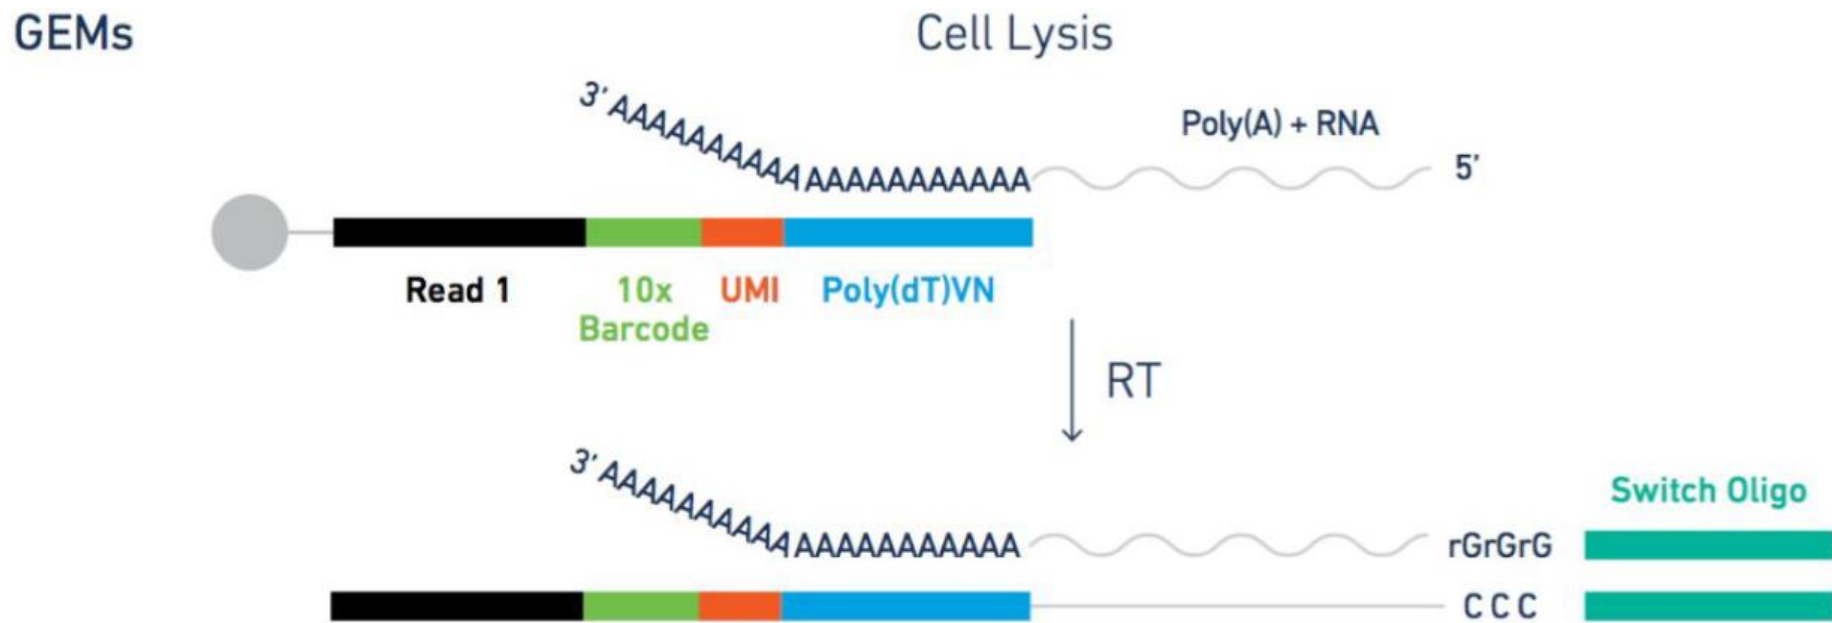 GEMs
Cell Lysis
3' AAAAAAAAAAAAAAAAAAAAAA
Poly(A) + RNA
5'
Read 1
10x
Barcode
UMI
Poly(dT)VN
RT
3' AAAAAAAAAAAAAAAAAAAAAA
rGrGrG
Switch Oligo
C C C